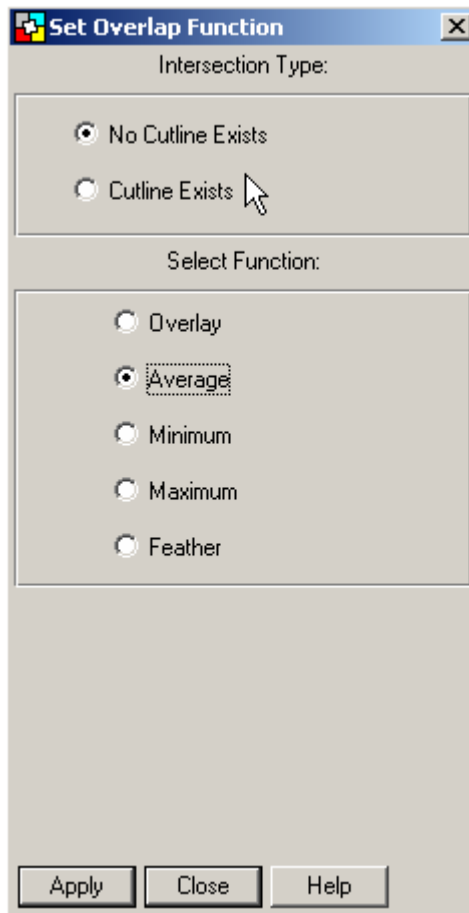 Set Overlap Function
Intersection Type:
No Cutline Exists
Cutline Exists
Select Function:
Overlay
Average
Minimum
Maximum
Feather
Apply Close Help